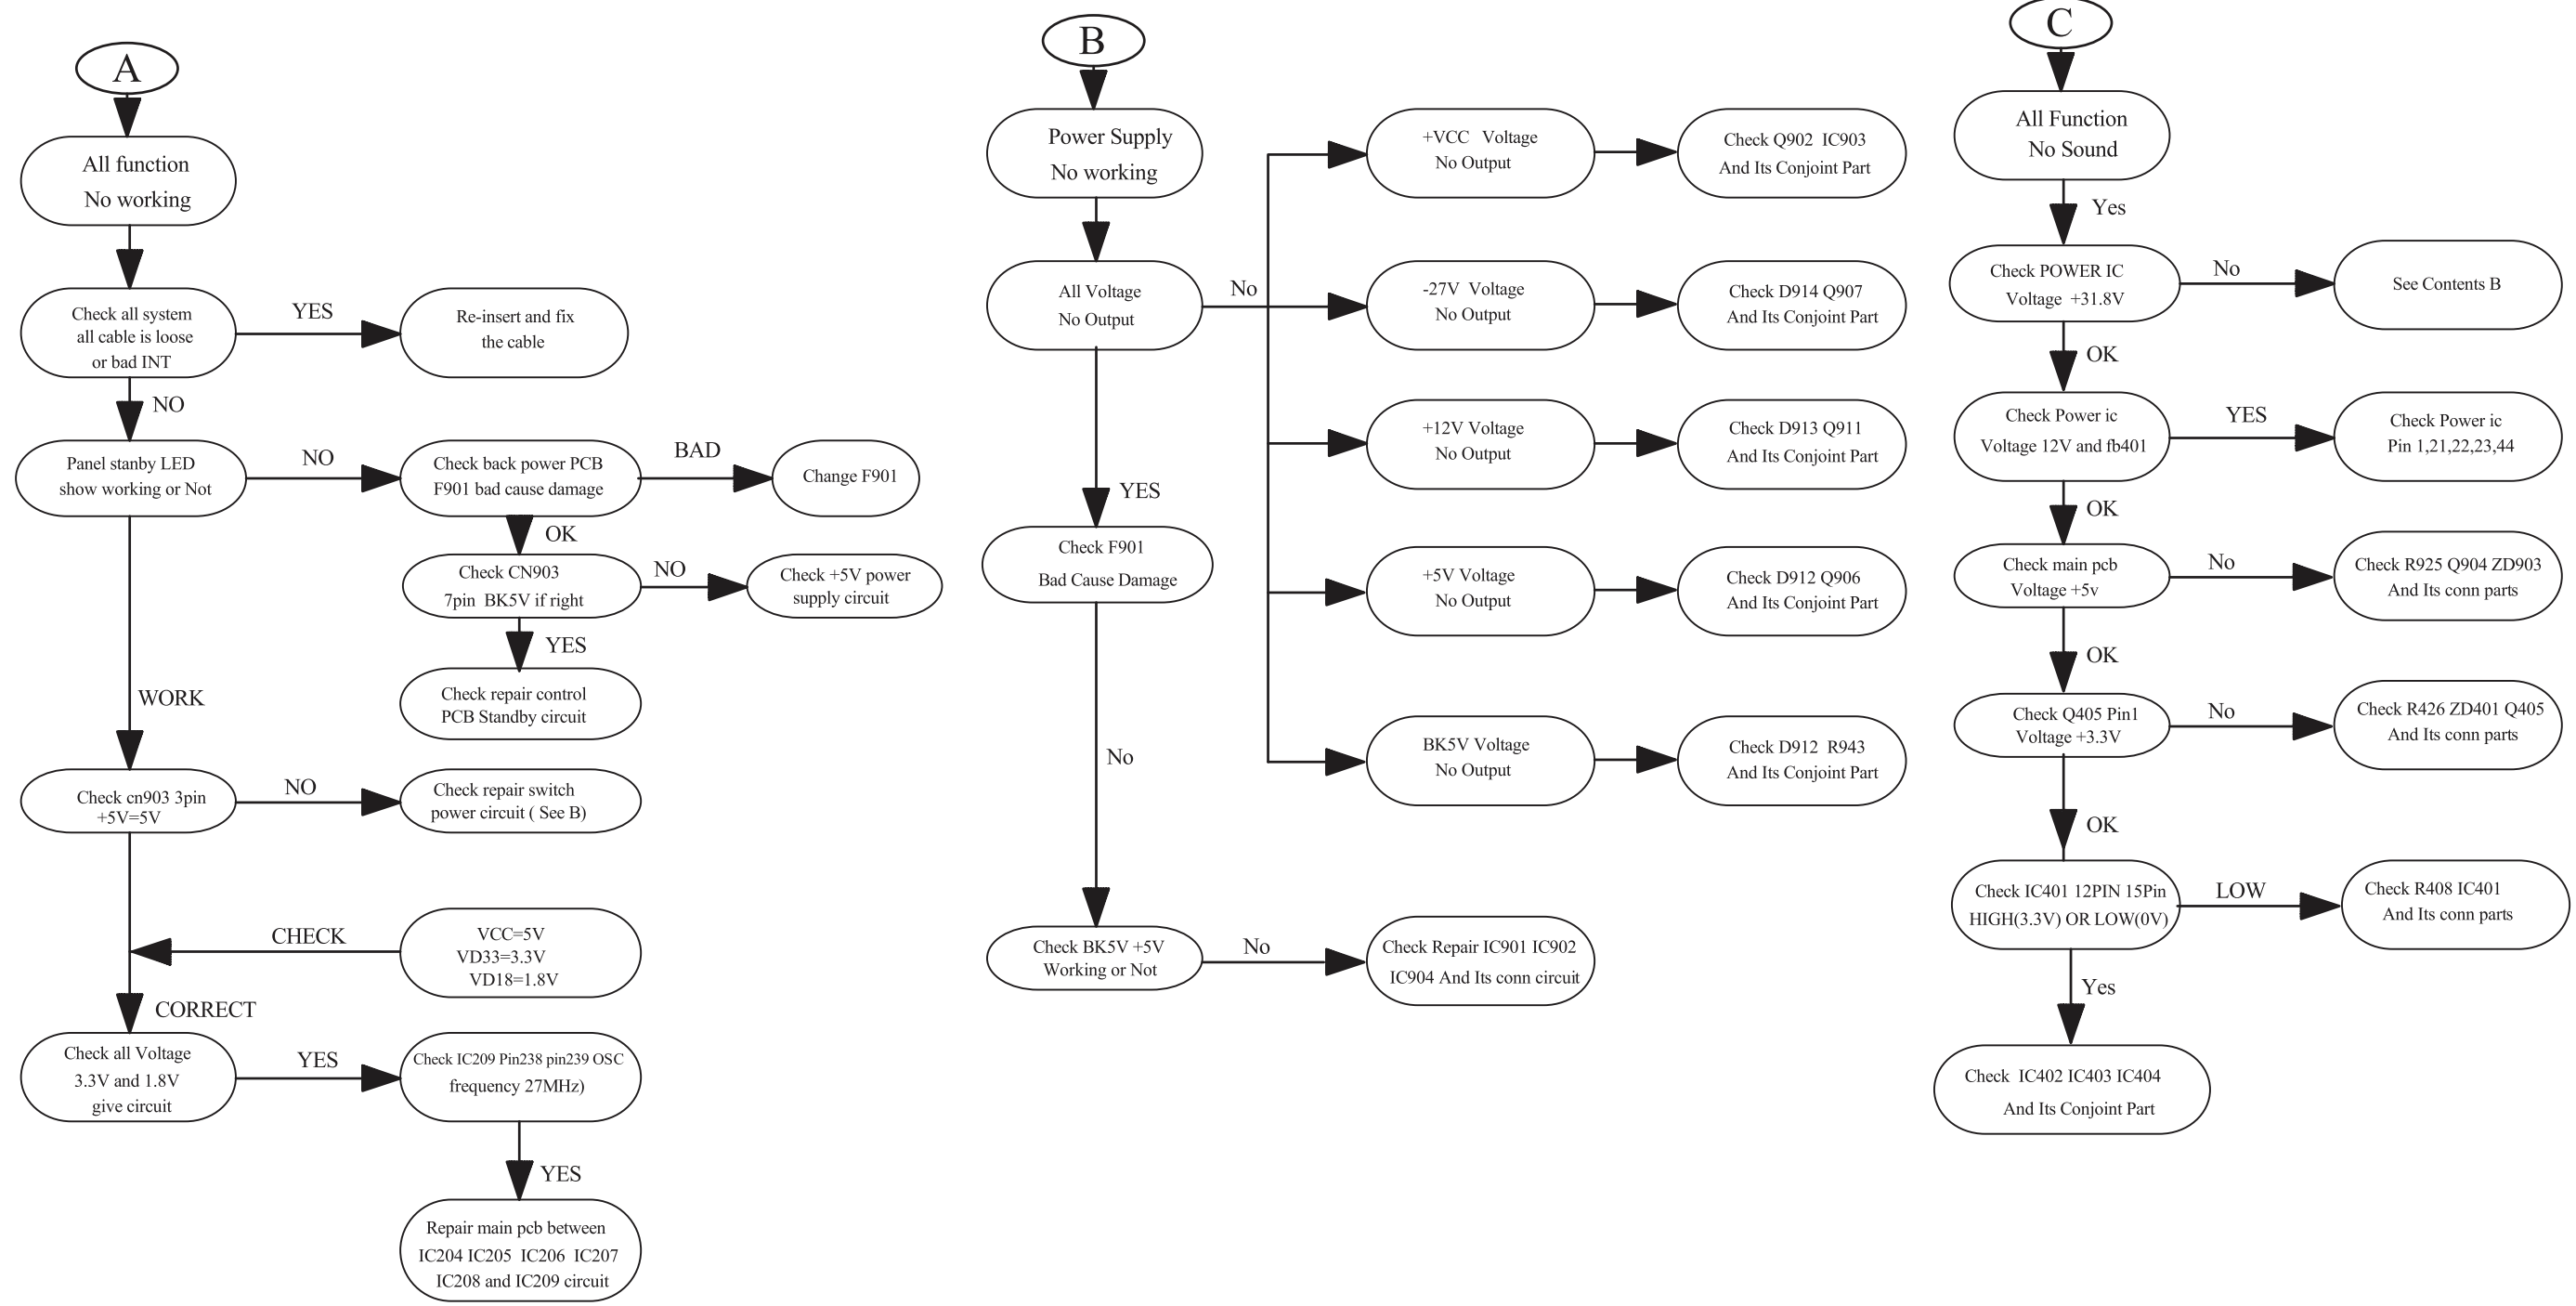 A
All function
No working
Check all system
all cable is loose
or bad INT
YES
Re-insert and fix
the cable
NO
Panel stanby LED
show working or Not
NO
Check back power PCB
F901 bad cause damage
BAD
Change F901
OK
Check CN903
7pin BK5V if right
NO
Check +5V power
supply circuit
YES
Check repair control
PCB Standby circuit
WORK
Check cn903 3pin
+5V=5V
NO
Check repair switch
power circuit ( See B)
CHECK
VCC=5V
VD33=3.3V
VD18=1.8V
CORRECT
Check all Voltage
3.3V and 1.8V
give circuit
YES
Check IC209 Pin238 pin239 OSC
frequency 27MHz)
YES
Repair main pcb between
IC204 IC205 IC206 IC207
IC208 and IC209 circuit
B
Power Supply
No working
All Voltage
No Output
No
+VCC Voltage
No Output
Check Q902 IC903
And Its Conjoint Part
-27V Voltage
No Output
Check D914 Q907
And Its Conjoint Part
+12V Voltage
No Output
Check D913 Q911
And Its Conjoint Part
+5V Voltage
No Output
Check D912 Q906
And Its Conjoint Part
BK5V Voltage
No Output
Check D912 R943
And Its Conjoint Part
YES
Check F901
Bad Cause Damage
No
Check BK5V +5V
Working or Not
No
Check Repair IC901 IC902
IC904 And Its conn circuit
C
All Function
No Sound
Yes
Check POWER IC
Voltage +31.8V
No
See Contents B
OK
Check Power ic
Voltage 12V and fb401
YES
Check Power ic
Pin 1,21,22,23,44
OK
Check main pcb
Voltage +5v
No
Check R925 Q904 ZD903
And Its conn parts
OK
Check Q405 Pin1
Voltage +3.3V
No
Check R426 ZD401 Q405
And Its conn parts
OK
Check IC401 12PIN 15Pin
HIGH(3.3V) OR LOW(0V)
LOW
Check R408 IC401
And Its conn parts
Yes
Check IC402 IC403 IC404
And Its Conjoint Part